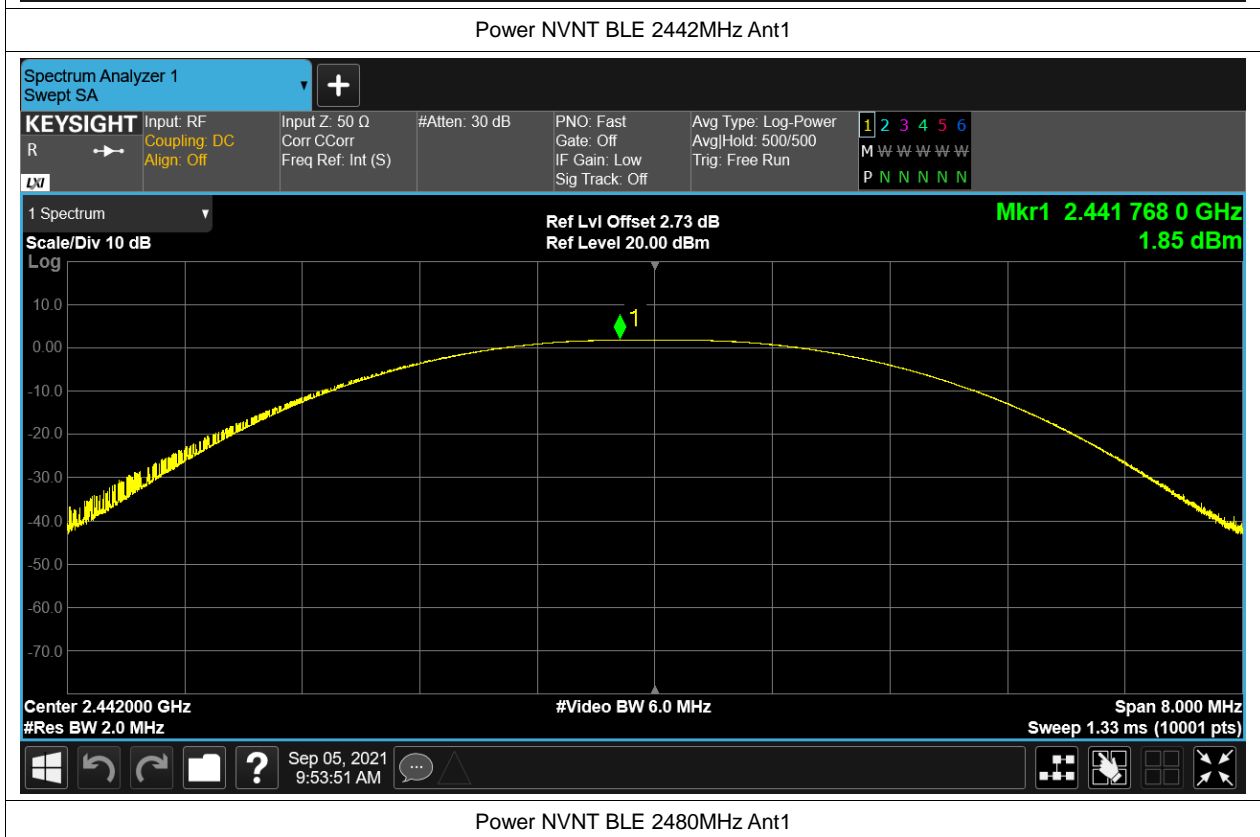 Power NVNT BLE 2442MHz Ant1
Spectrum Analyzer 1
Swept SA
KEYSIGHT
R
LXI
Input: RF
Coupling: DC
Align: Off
Input Z: 50 Ω
Corr CCorr
Freq Ref: Int (S)
#Atten: 30 dB
PNO: Fast
Gate: Off
IF Gain: Low
Sig Track: Off
Avg Type: Log-Power
Avg|Hold: 500/500
Trig: Free Run
1 2 3 4 5 6
M W W W W W
P N N N N N
1 Spectrum
Scale/Div 10 dB
Ref Lvl Offset 2.73 dB
Ref Level 20.00 dBm
Mkr1 2.441 768 0 GHz
1.85 dBm
Log
10.0
0.00
-10.0
-20.0
-30.0
-40.0
-50.0
-60.0
-70.0
1
Center 2.442000 GHz
#Res BW 2.0 MHz
#Video BW 6.0 MHz
Span 8.000 MHz
Sweep 1.33 ms (10001 pts)
?
Sep 05, 2021
9:53:51 AM
Power NVNT BLE 2480MHz Ant1